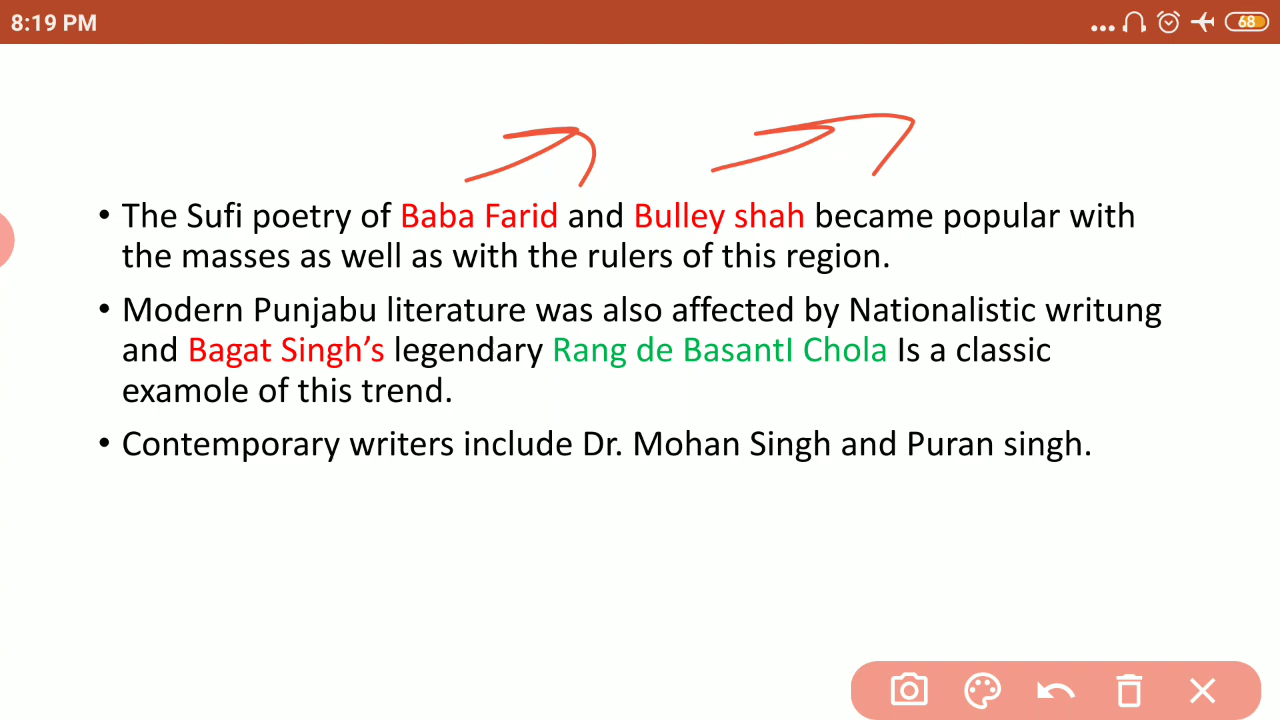 8:19 PM
68
• The Sufi poetry of Baba Farid and Bulley shah became popular with
the masses as well as with the rulers of this region.
• Modern Punjabu literature was also affected by Nationalistic writung
and Bagat Singh’s legendary Rang de BasantI Chola Is a classic
examole of this trend.
• Contemporary writers include Dr. Mohan Singh and Puran singh.